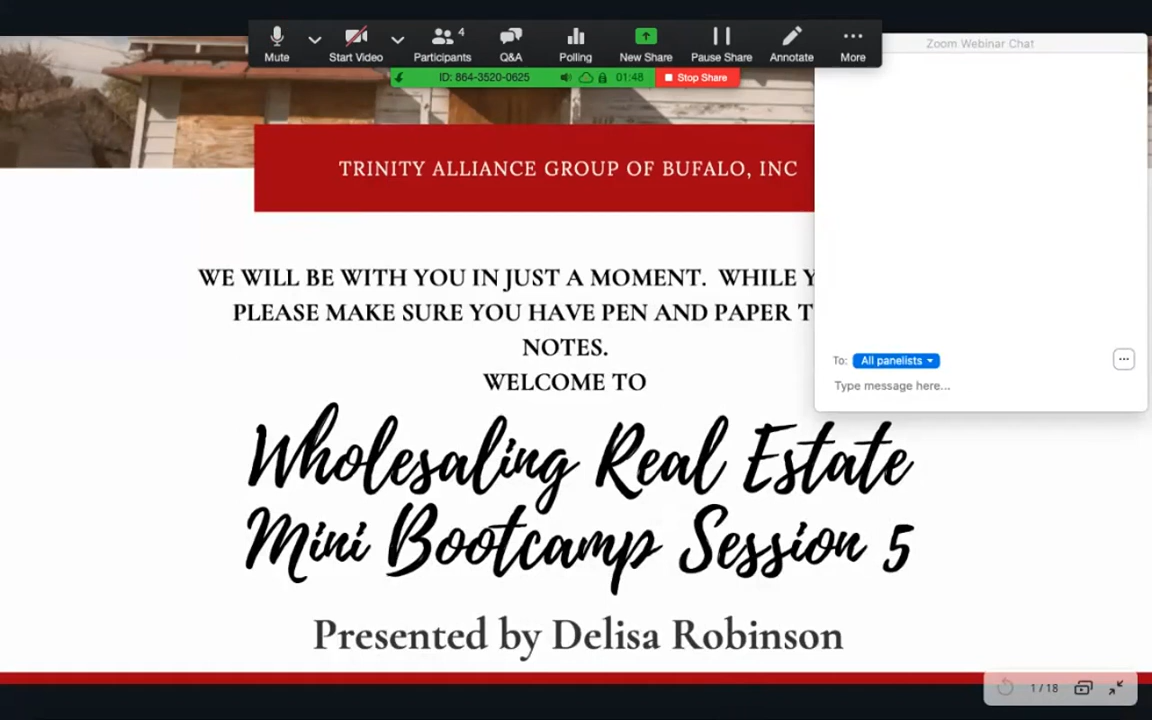 Mute
Start Video
4
Participants
Q&A
Polling
New Share
Pause Share
Annotate
More
Zoom Webinar Chat
ID: 864-3520-0625
01:48
Stop Share
TRINITY ALLIANCE GROUP OF BUFALO, INC
WE WILL BE WITH YOU IN JUST A MOMENT. WHILE
PLEASE MAKE SURE YOU HAVE PEN AND PAPER
NOTES.
WELCOME TO
To: All panelists
Type message here...
Wholesaling Real Estate
Mini Bootcamp Session 5
Presented by Delisa Robinson
1 / 18